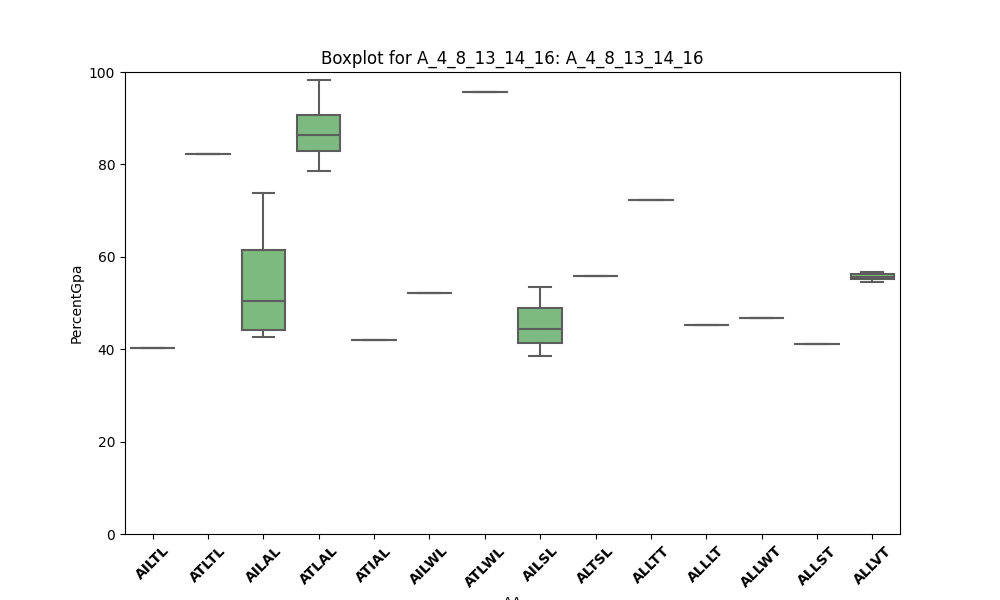 Boxplot for A_4_8_13_14_16: A_4_8_13_14_16
100
80
60
40
20
0
PercentGpa
AILTL
ATLTL
AILAL
ATLAL
ATIAL
AILWL
ATLWL
AILSL
ALTSL
ALLTT
ALLLT
ALLWT
ALLST
ALLVT